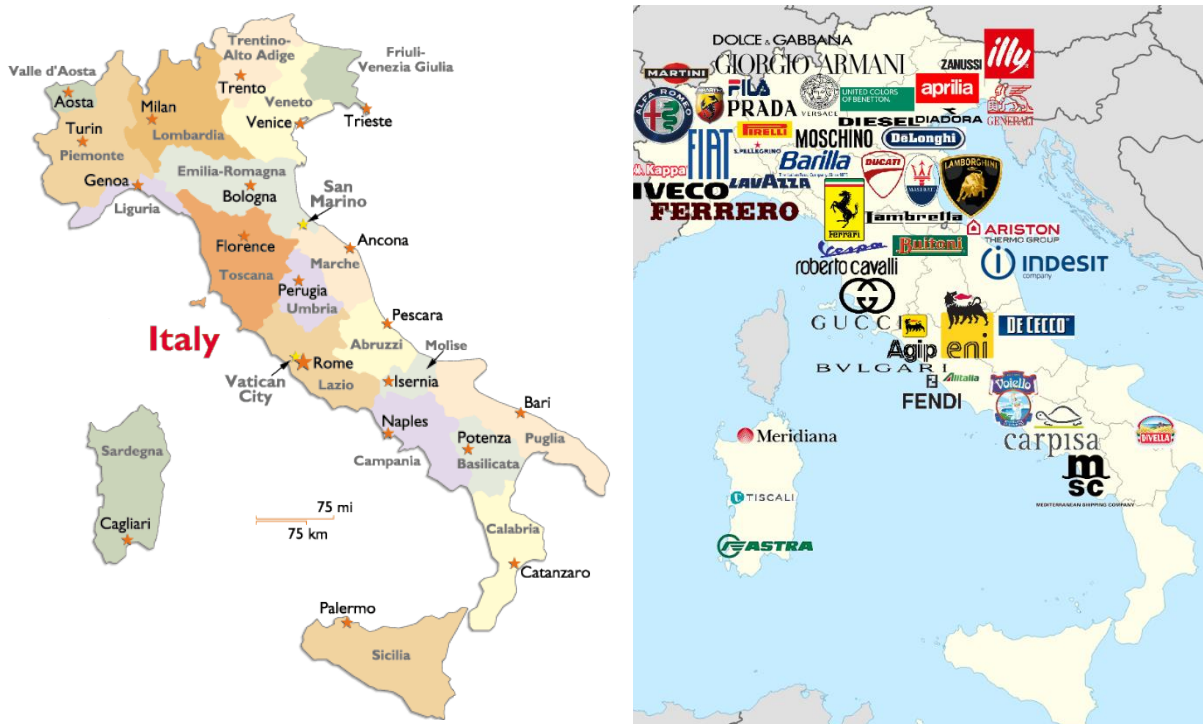 Trentino-
Alto Adige
Friuli-
Venezia Giulia
Valle d'Aosta
Aosta
Trento
Milan
Lombardia
Veneto
Venice
Trieste
Turin
Piemonte
Genoa
Liguria
Emilia-Romagna
Bologna
San
Marino
Florence
Toscana
Ancona
Marche
Perugia
Umbria
Italy
Pescara
Abruzzi
Molise
Rome
Vatican
City
Lazio
Isernia
Naples
Campania
Bari
Puglia
Potenza
Basilicata
Sardegna
Cagliari
75 mi
75 km
Calabria
Catanzaro
Palermo
Sicilia
DOLCE & GABBANA
GIORGIO ARMANI
ZANUSSI
illy
MARTINI
ALFA ROMEO
ABARTH
FILA
PRADA
VERSACE
UNITED COLORS
OF BENETTON.
aprilia
GENERALI
DIESEL
DIADORA
FIAT
PIRELLI
S.PELLEGRINO
MOSCHINO
DeLonghi
Kappa
Barilla
DUCATI
MASERATI
LAMBORGHINI
IVECO
LAVAZZA
FERRERO
Ferrari
Lambretta
Vespa
Buitoni
ARISTON
THERMO GROUP
roberto cavalli
INDESIT
company
GUCCI
Agip
eni
DE CECCO
BVLGARI
Alitalia
FENDI
Voiello
carpisa
DIVELLA
Meridiana
msc
MEDITERRANEAN SHIPPING COMPANY
TISCALI
ASTRA